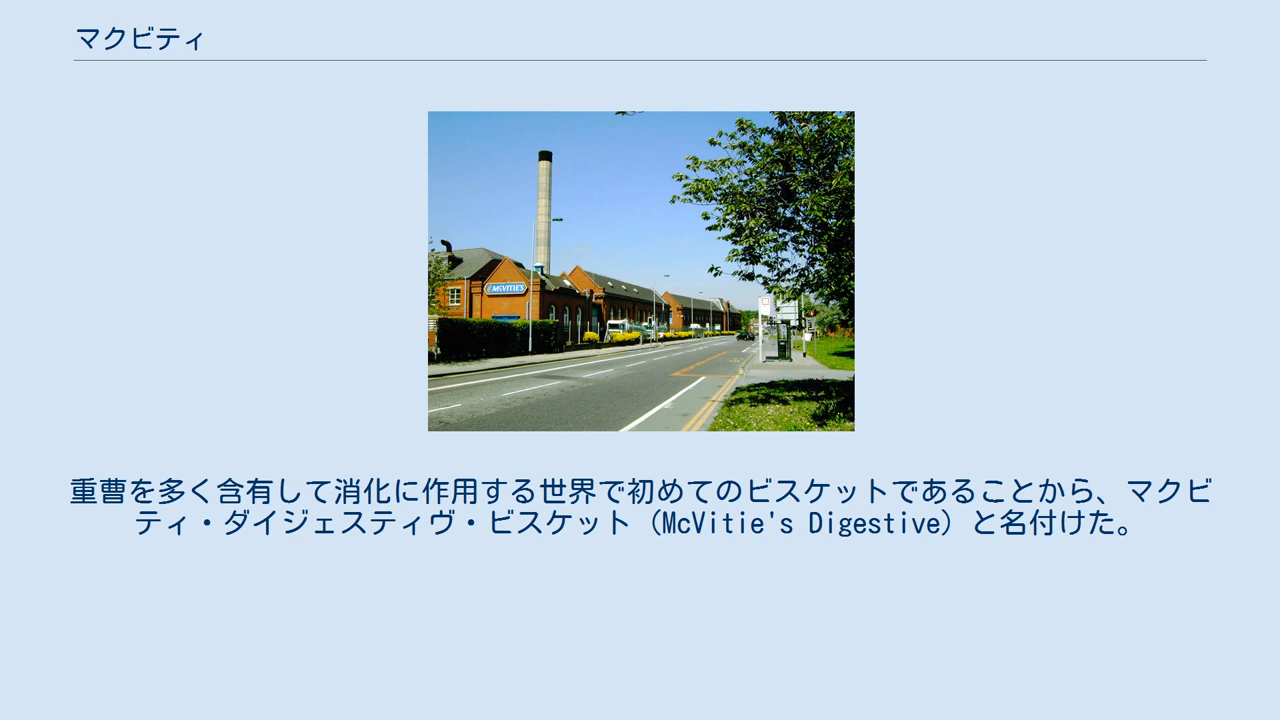 マクビティ
McVITIE'S
重曹を多く含有して消化に作用する世界で初めてのビスケットであることから、マクビ
ティ・ダイジェスティヴ・ビスケット（McVitie's Digestive）と名付けた。